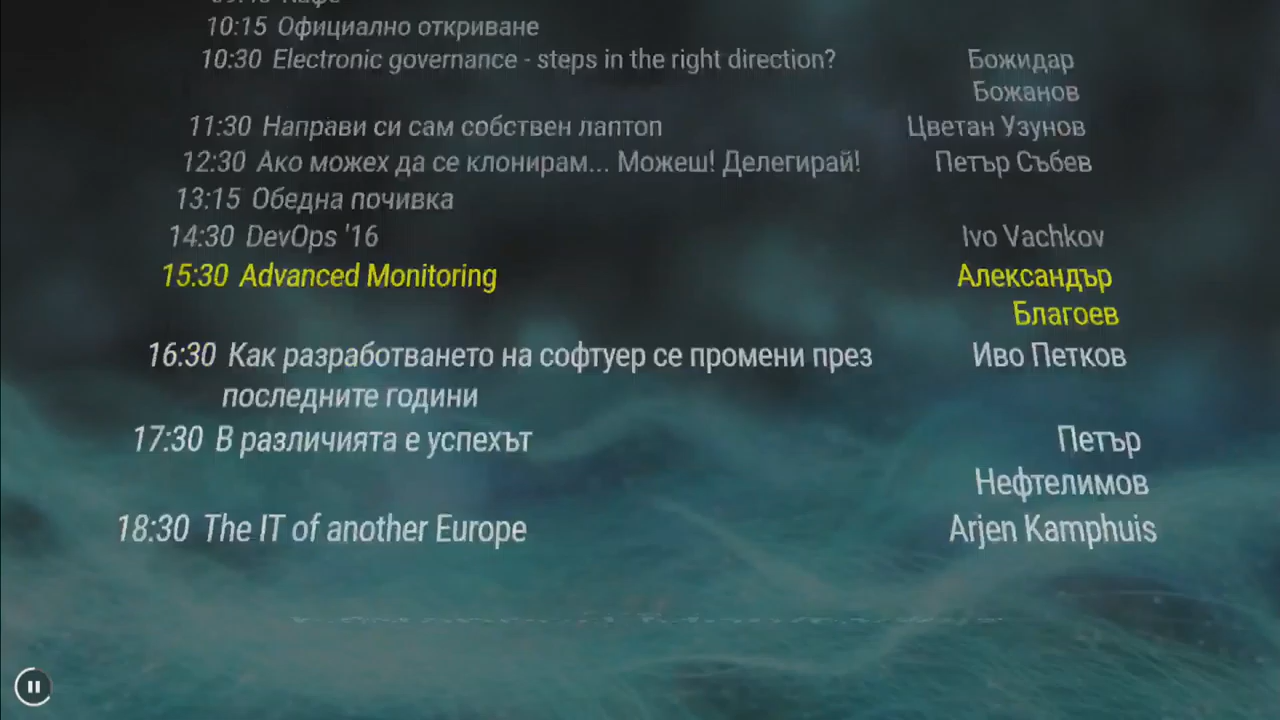 10:15 Официално откриване
10:30 Electronic governance - steps in the right direction? Божидар
Божанов
11:30 Направи си сам собствен лаптоп Цветан Узунов
12:30 Ако можех да се клонирам... Можеш! Делегирай! Петър Събев
13:15 Обедна почивка
14:30 DevOps '16 Ivo Vachkov
15:30 Advanced Monitoring Александър
Благоев
16:30 Как разработването на софтуер се промени през Иво Петков
последните години
17:30 В различията е успехът Петър
Нефтелимов
18:30 The IT of another Europe Arjen Kamphuis